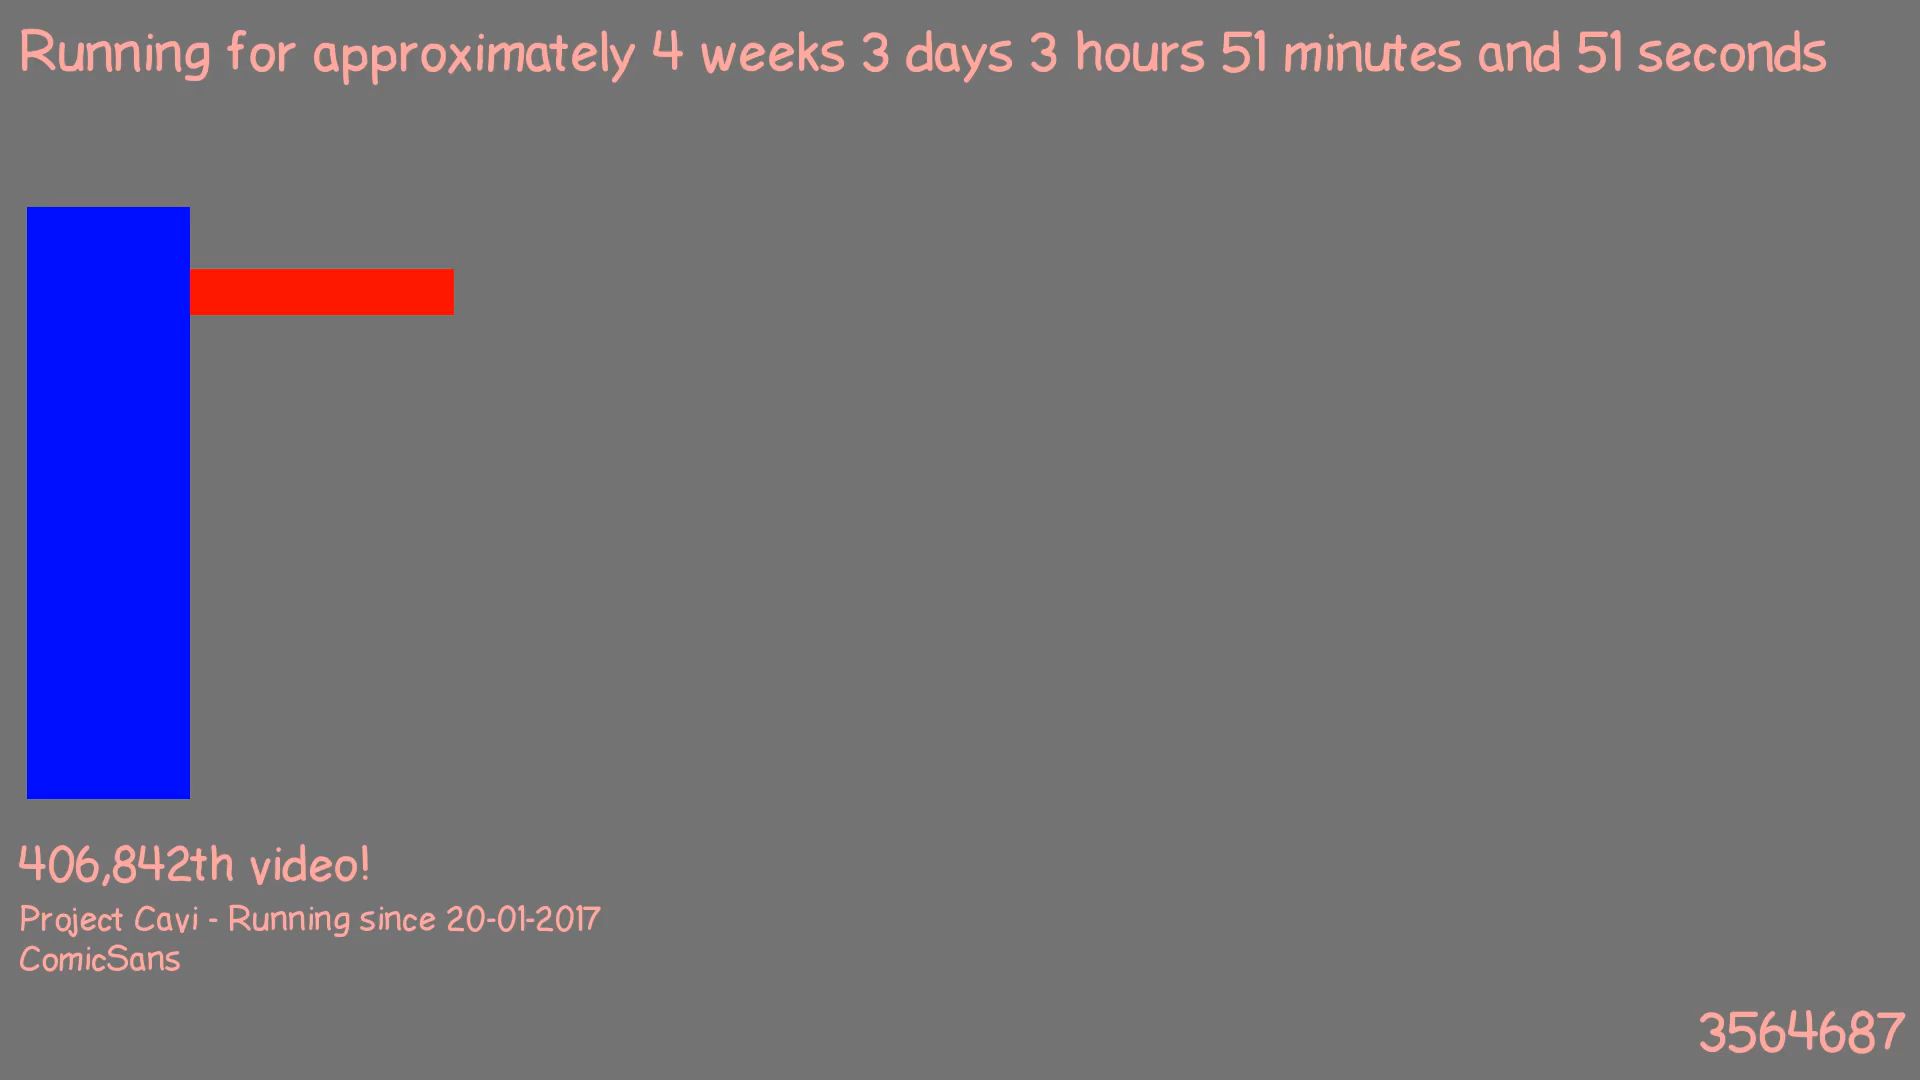 Running for approximately 4 weeks 3 days 3 hours 51 minutes and 51 seconds
406,842th video!
Project Cavi - Running since 20-01-2017
ComicSans
3564687